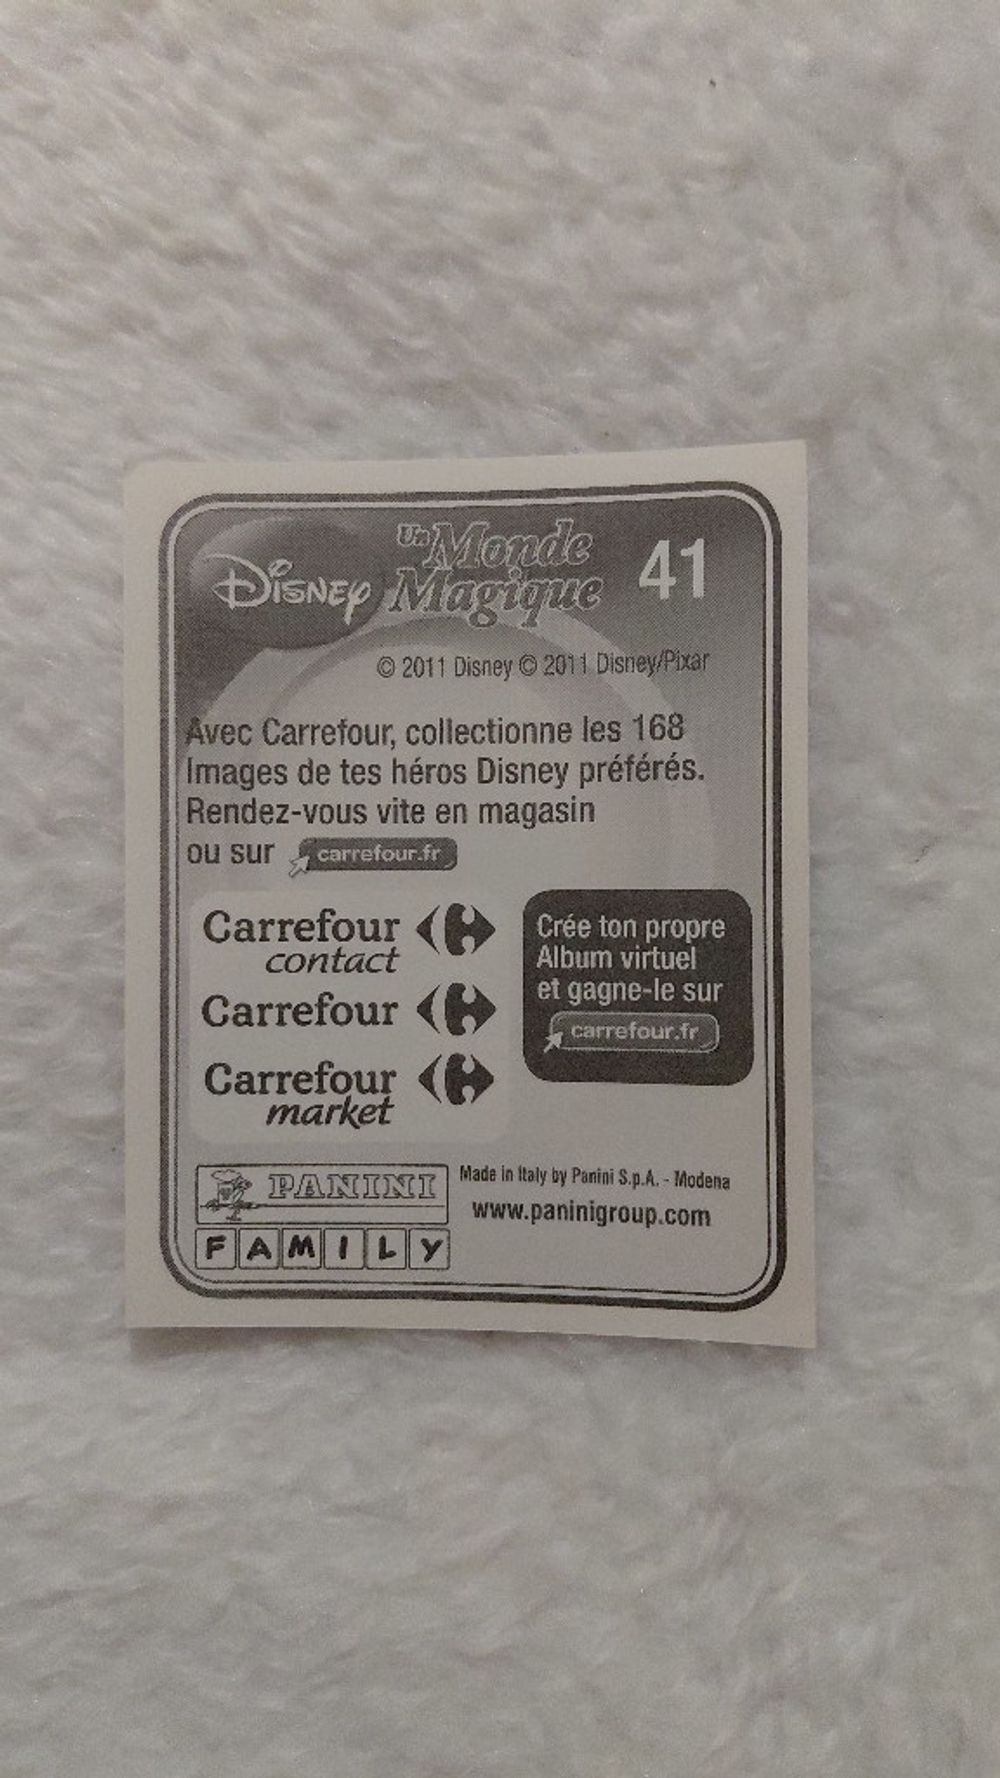 Disney
Un Monde
Magique
41
© 2011 Disney © 2011 Disney/Pixar
Avec Carrefour, collectionne les 168
Images de tes héros Disney préférés.
Rendez-vous vite en magasin
ou sur carrefour.fr
Carrefour
contact
Carrefour
Carrefour
market
Crée ton propre
Album virtuel
et gagne-le sur
carrefour.fr
PANINI
FAMILY
Made in Italy by Panini S.p.A. - Modena
www.paninigroup.com